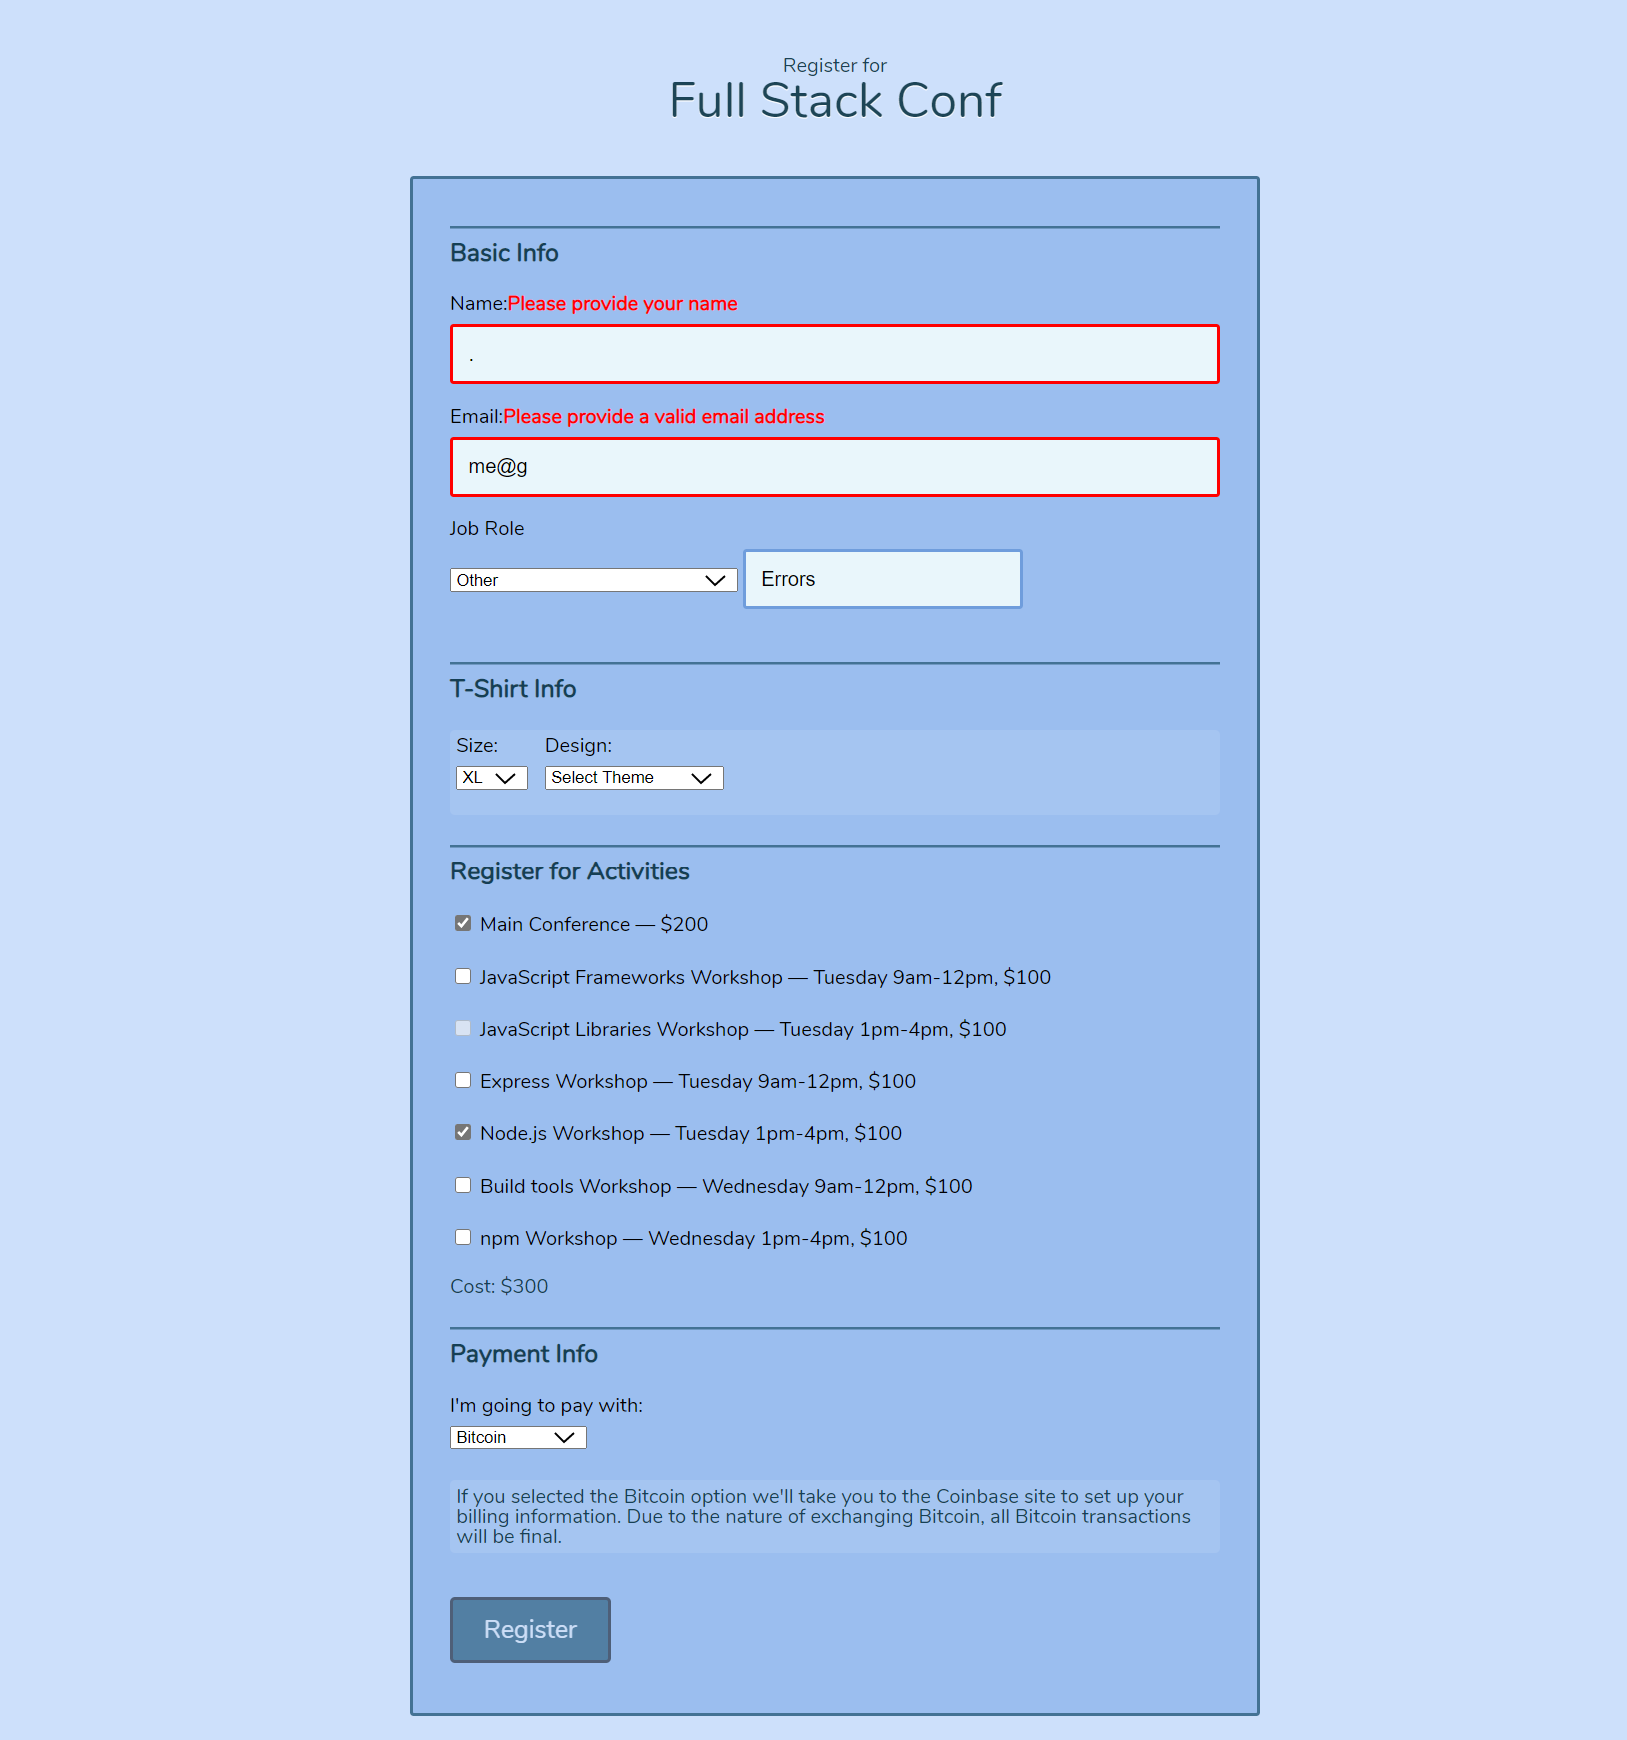 Register for
Full Stack Conf
Basic Info
Name:Please provide your name
.
Email:Please provide a valid email address
me@g
Job Role
Other Errors
T-Shirt Info
Size: Design:
XL Select Theme
Register for Activities
Main Conference — $200
JavaScript Frameworks Workshop — Tuesday 9am-12pm, $100
JavaScript Libraries Workshop — Tuesday 1pm-4pm, $100
Express Workshop — Tuesday 9am-12pm, $100
Node.js Workshop — Tuesday 1pm-4pm, $100
Build tools Workshop — Wednesday 9am-12pm, $100
npm Workshop — Wednesday 1pm-4pm, $100
Cost: $300
Payment Info
I'm going to pay with:
Bitcoin
If you selected the Bitcoin option we'll take you to the Coinbase site to set up your
billing information. Due to the nature of exchanging Bitcoin, all Bitcoin transactions
will be final.
Register